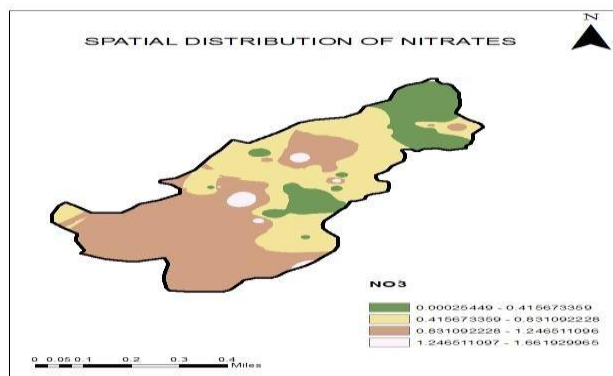 N
SPATIAL DISTRIBUTION OF NITRATES
NO3
0.00025449 - 0.415673359
0.415673359 - 0.831092228
0.831092228 - 1.246511096
1.246511097 - 1.661929965
0 0.05 0.1 0.2 0.3 0.4
Miles